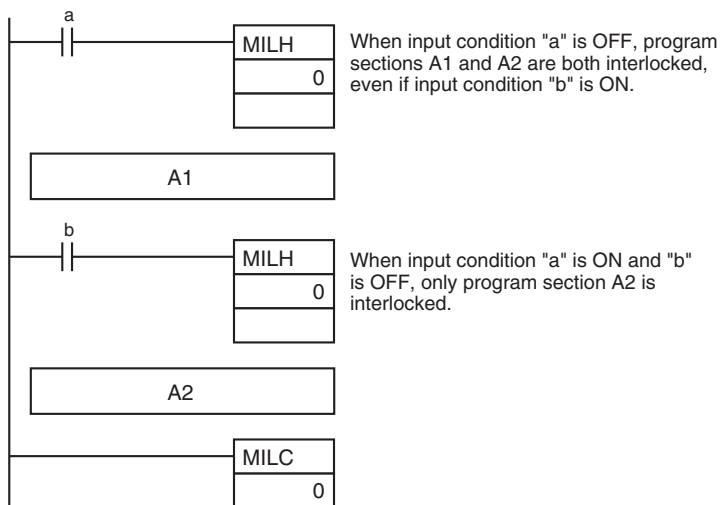 a
MILH
0
When input condition "a" is OFF, program
sections A1 and A2 are both interlocked,
even if input condition "b" is ON.
A1
b
MILH
0
When input condition "a" is ON and "b"
is OFF, only program section A2 is
interlocked.
A2
MILC
0